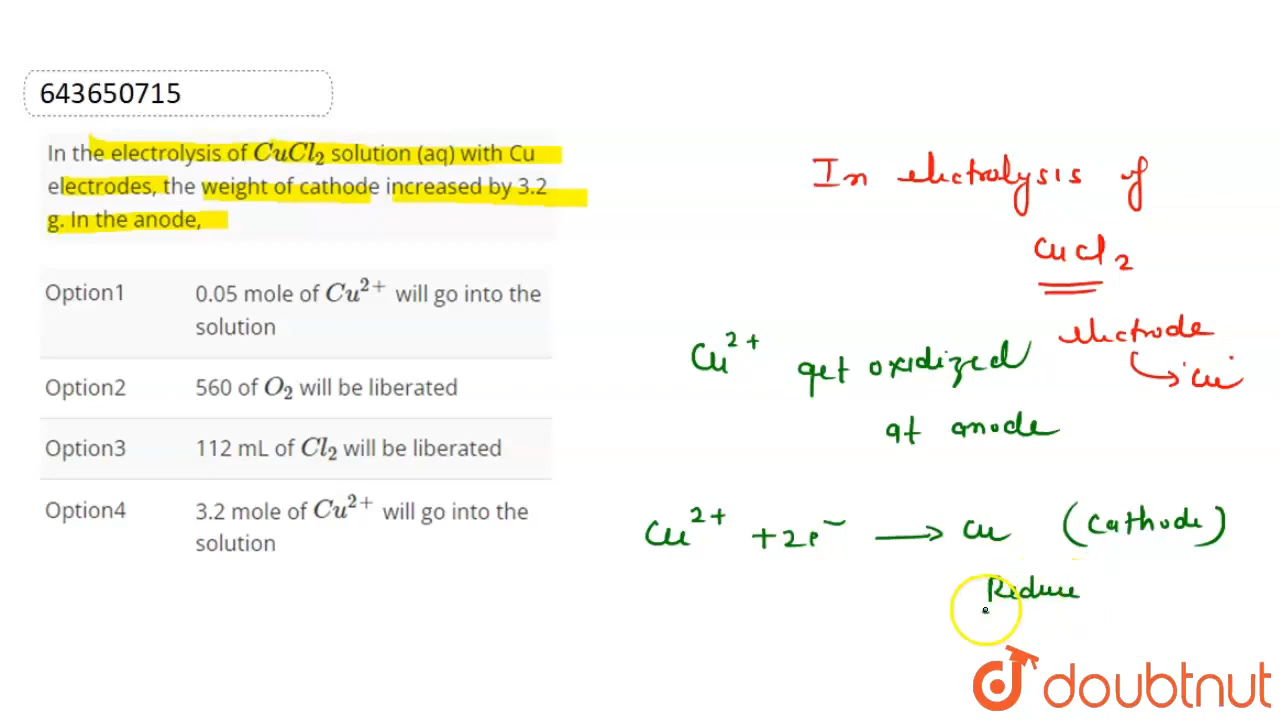 643650715
In the electrolysis of CuCl₂ solution (aq) with Cu
electrodes, the weight of cathode increased by 3.2
g. In the anode,
Option1 0.05 mole of Cu²⁺ will go into the
solution
Option2 560 of O₂ will be liberated
Option3 112 mL of Cl₂ will be liberated
Option4 3.2 mole of Cu²⁺ will go into the
solution
In electrolysis of
CuCl₂
electrode
→ Cu
Cu²⁺ get oxidized
at anode
Cu²⁺ + 2e⁻ → Cu (Cathode)
Reduce
doubtnut